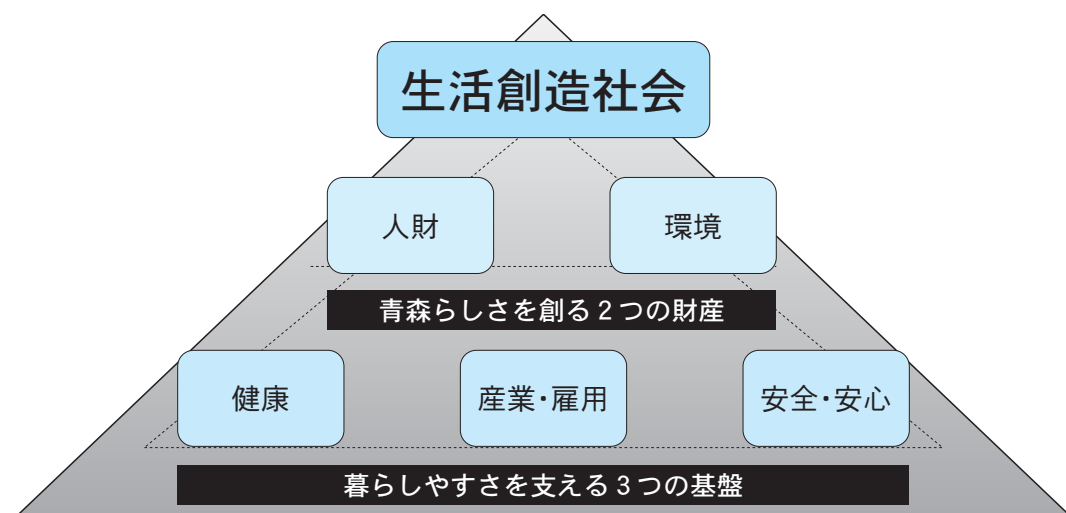 生活創造社会
人財
環境
青森らしさを創る2つの財産
健康
産業・雇用
安全・安心
暮らしやすさを支える3つの基盤